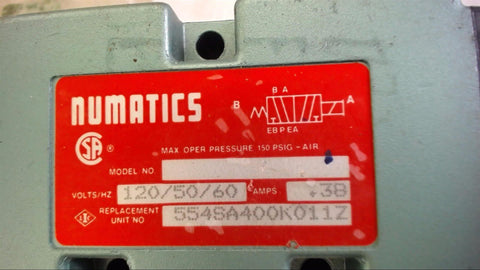 NUMATICS
B A
B A
EB P EA
SA ®
MAX OPER PRESSURE 150 PSIG - AIR
MODEL NO
VOLTS/HZ 120/50/60 AMPS .38
REPLACEMENT
UNIT NO 554SA400K011Z